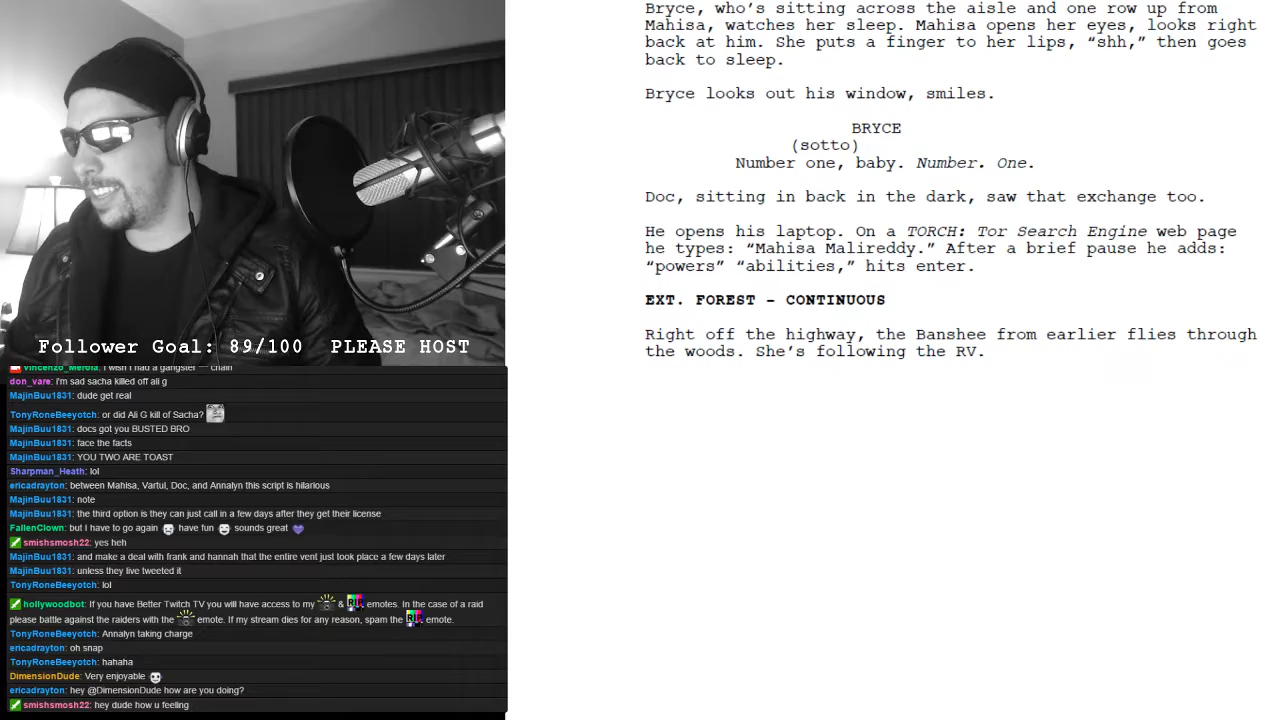 Bryce, who's sitting across the aisle and one row up from
Mahisa, watches her sleep. Mahisa opens her eyes, looks right
back at him. She puts a finger to her lips, “shh,” then goes
back to sleep.
Bryce looks out his window, smiles.
BRYCE
(sotto)
Number one, baby. Number. One.
Doc, sitting in back in the dark, saw that exchange too.
He opens his laptop. On a TORCH: Tor Search Engine web page
he types: “Mahisa Malireddy.” After a brief pause he adds:
“powers” “abilities,” hits enter.
EXT. FOREST - CONTINUOUS
Right off the highway, the Banshee from earlier flies through
the woods. She's following the RV.
Follower Goal: 89/100 PLEASE HOST
Vincenzo_Merola: I wish I had a gangster — chain
don_vare: i'm sad sacha killed off ali g
MajinBuu1831: dude get real
TonyRoneBeeyotch: or did Ali G kill of Sacha?
MajinBuu1831: docs got you BUSTED BRO
MajinBuu1831: face the facts
MajinBuu1831: YOU TWO ARE TOAST
Sharpman_Heath: lol
ericadrayton: between Mahisa, Vartul, Doc, and Annalyn this script is hilarious
MajinBuu1831: note
MajinBuu1831: the third option is they can just call in a few days after they get their license
FallenClown: but I have to go again have fun sounds great
smishsmosh22: yes heh
MajinBuu1831: and make a deal with frank and hannah that the entire vent just took place a few days later
MajinBuu1831: unless they live tweeted it
TonyRoneBeeyotch: lol
hollywoodbot: If you have Better Twitch TV you will have access to my & emotes. In the case of a raid
please battle against the raiders with the emote. If my stream dies for any reason, spam the emote.
TonyRoneBeeyotch: Annalyn taking charge
ericadrayton: oh snap
TonyRoneBeeyotch: hahaha
DimensionDude: Very enjoyable
ericadrayton: hey @DimensionDude how are you doing?
smishsmosh22: hey dude how u feeling